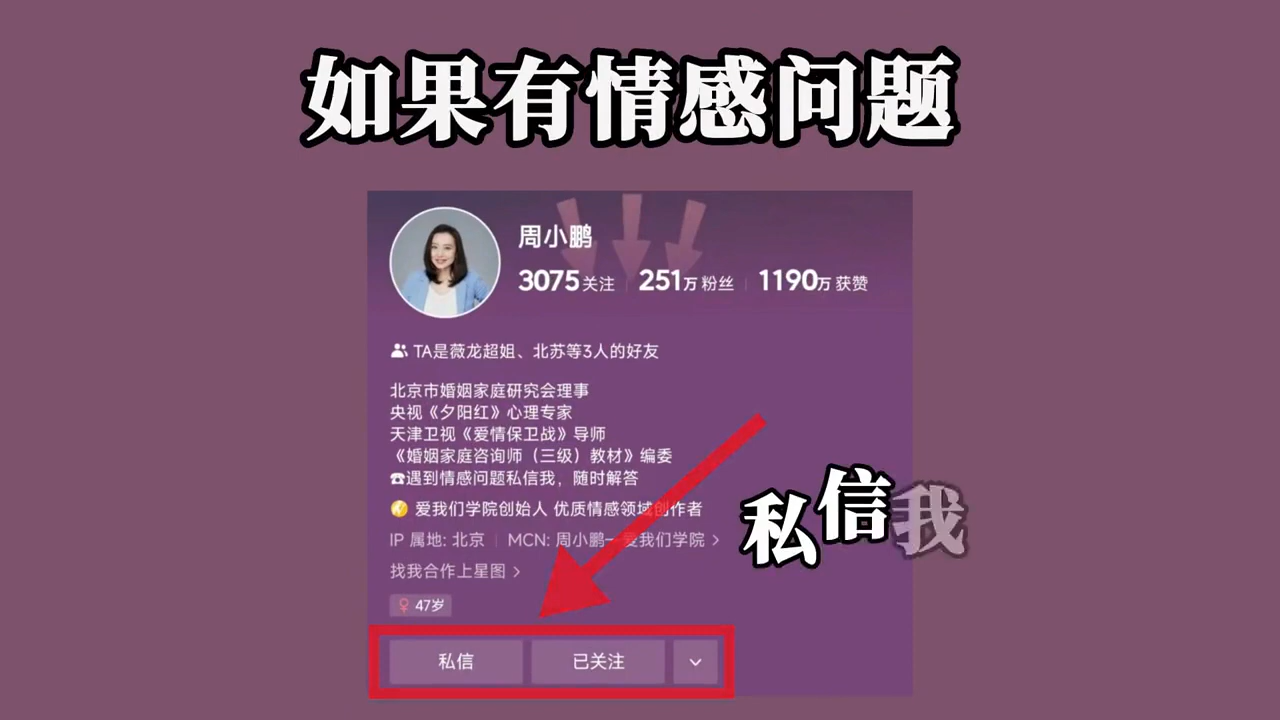 如果有情感问题
周小鹏
3075关注 251万粉丝 1190万获赞
TA是薇龙超姐、北苏等3人的好友
北京市婚姻家庭研究会理事
央视《夕阳红》心理专家
天津卫视《爱情保卫战》导师
《婚姻家庭咨询师（三级）教材》编委
☎遇到情感问题私信我，随时解答
爱我们学院创始人 优质情感领域创作者
IP 属地: 北京 MCN: 周小鹏—爱我们学院 >
私信我
找我合作上星图 >
♀ 47岁
私信 已关注